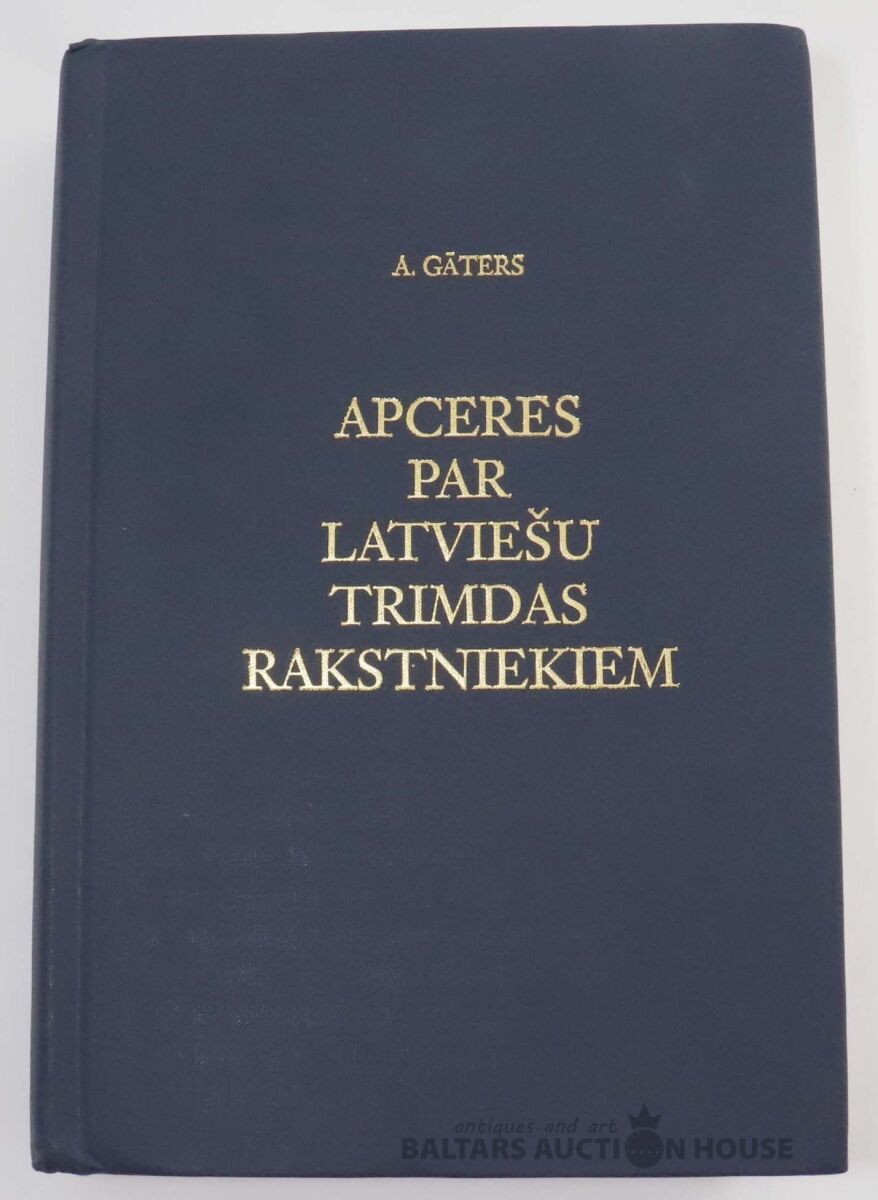 A. GĀTERS
APCERES
PAR
LATVIEŠU
TRIMDAS
RAKSTNIEKIEM
antiques and art
BALTARS AUCTION HOUSE